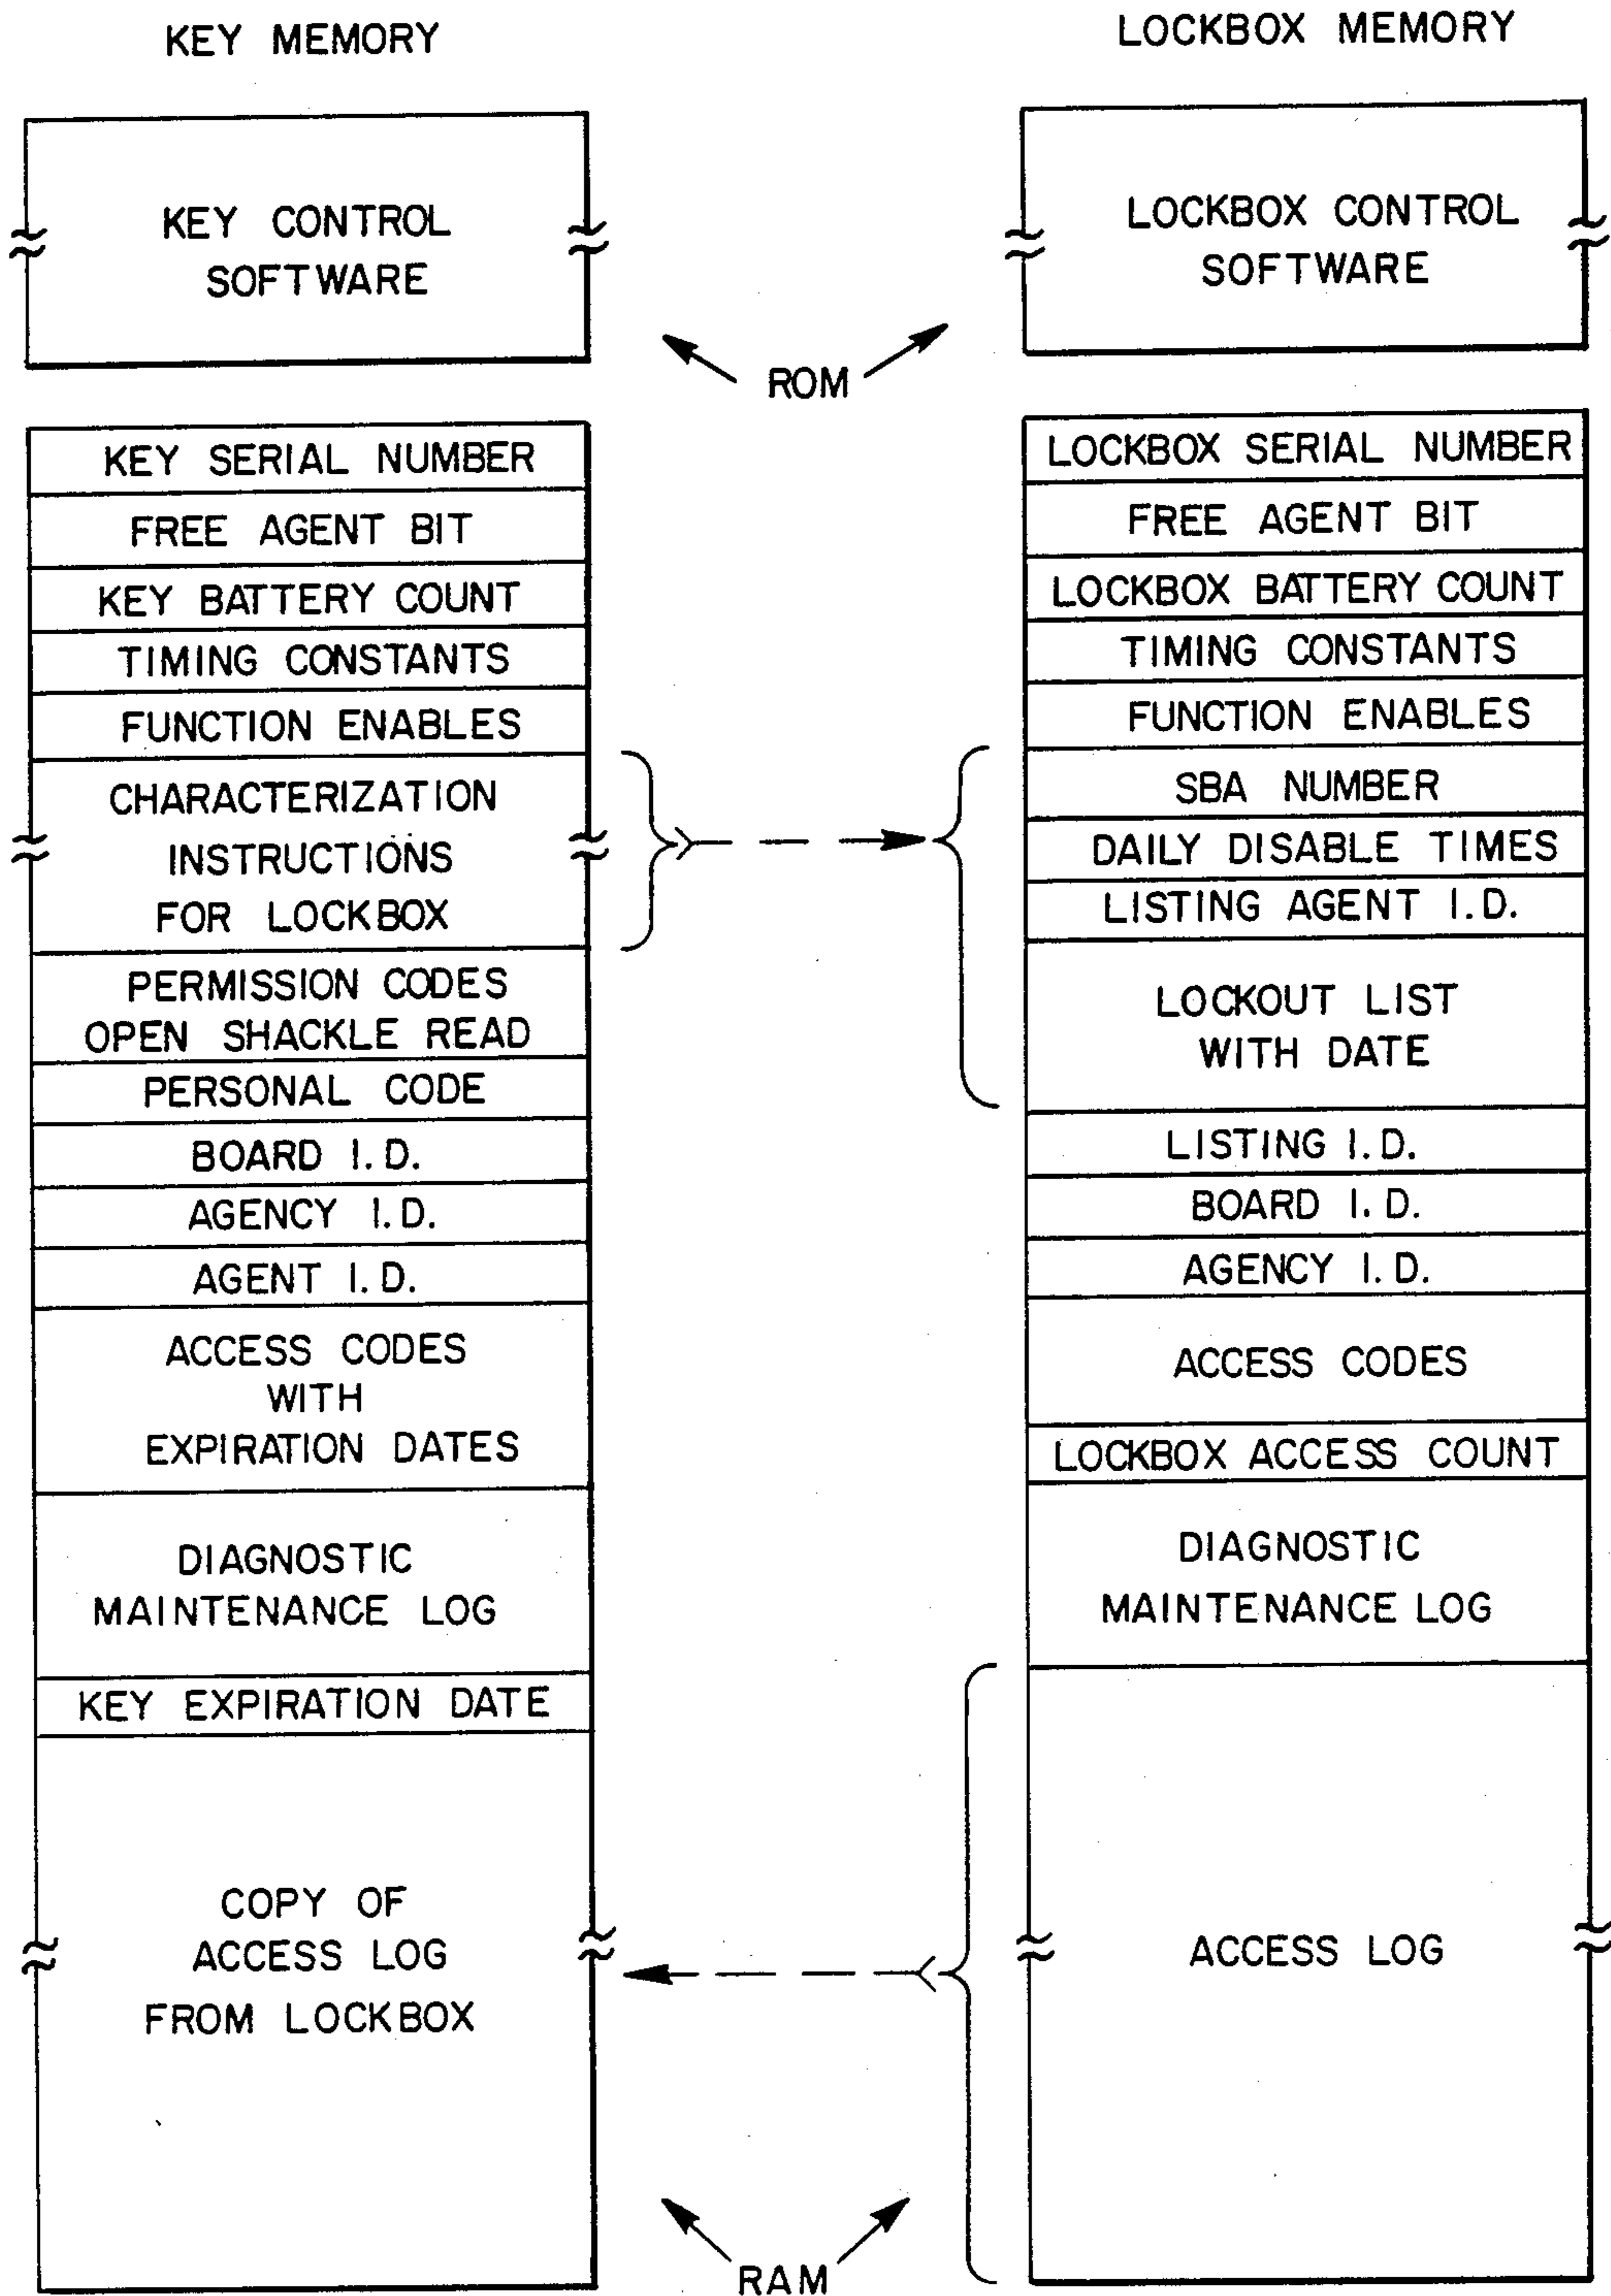 KEY MEMORY
KEY CONTROL
SOFTWARE
KEY SERIAL NUMBER
FREE AGENT BIT
KEY BATTERY COUNT
TIMING CONSTANTS
FUNCTION ENABLES
CHARACTERIZATION
INSTRUCTIONS
FOR LOCKBOX
PERMISSION CODES
OPEN SHACKLE READ
PERSONAL CODE
BOARD I.D.
AGENCY I.D.
AGENT I.D.
ACCESS CODES
WITH
EXPIRATION DATES
DIAGNOSTIC
MAINTENANCE LOG
KEY EXPIRATION DATE
COPY OF
ACCESS LOG
FROM LOCKBOX
ROM
RAM
LOCKBOX MEMORY
LOCKBOX CONTROL
SOFTWARE
LOCKBOX SERIAL NUMBER
FREE AGENT BIT
LOCKBOX BATTERY COUNT
TIMING CONSTANTS
FUNCTION ENABLES
SBA NUMBER
DAILY DISABLE TIMES
LISTING AGENT I.D.
LOCKOUT LIST
WITH DATE
LISTING I.D.
BOARD I.D.
AGENCY I.D.
ACCESS CODES
LOCKBOX ACCESS COUNT
DIAGNOSTIC
MAINTENANCE LOG
ACCESS LOG